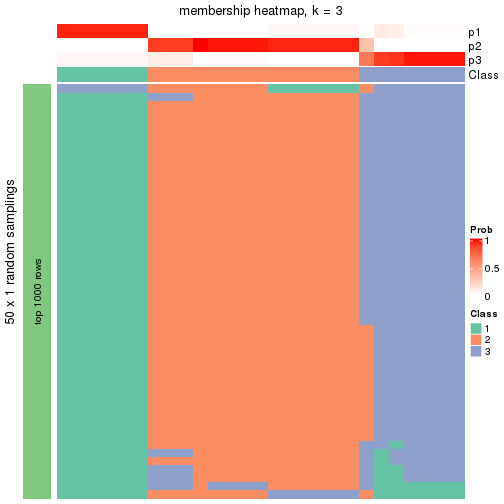 membership heatmap, k = 3
p1
p2
p3
Class
50 x 1 random samplings
top 1000 rows
Prob
1
0.5
0
Class
1
2
3